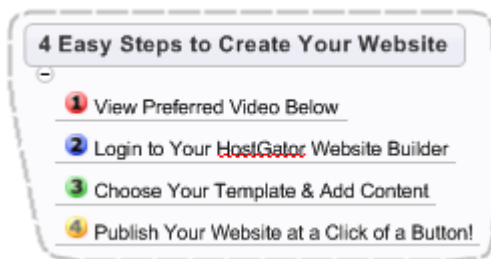 4 Easy Steps to Create Your Website
1 View Preferred Video Below
2 Login to Your HostGator Website Builder
3 Choose Your Template & Add Content
4 Publish Your Website at a Click of a Button!